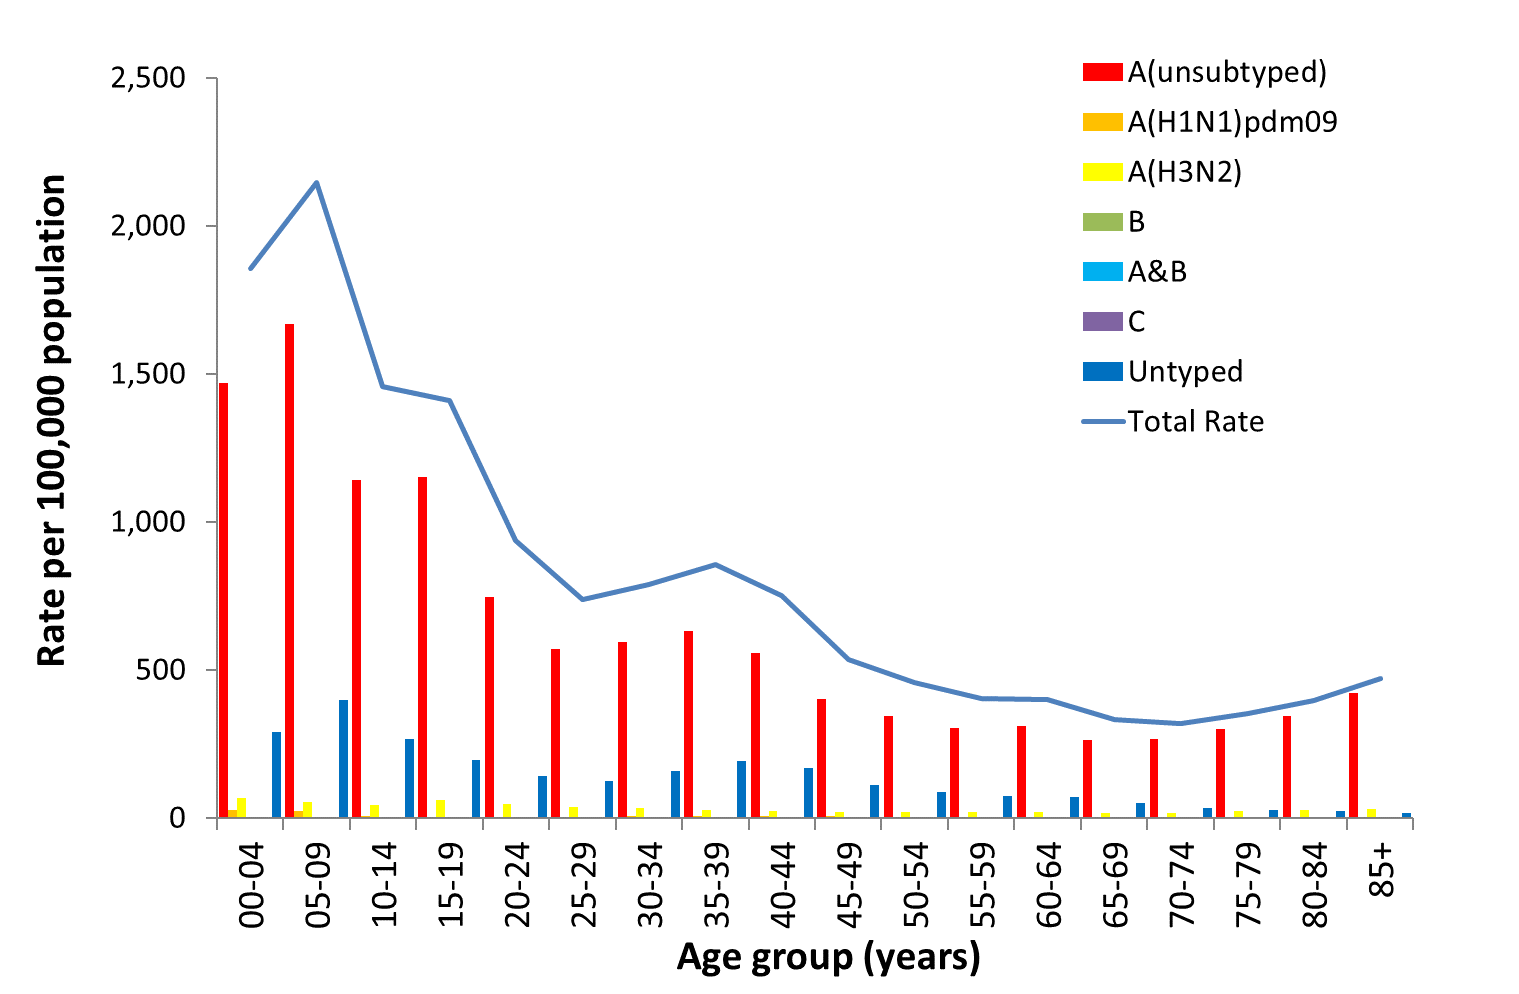 2,500
2,000
1,500
1,000
500
0
Rate per 100,000 population
A(unsubtyped)
A(H1N1)pdm09
A(H3N2)
B
A&B
C
Untyped
Total Rate
00-04
05-09
10-14
15-19
20-24
25-29
30-34
35-39
40-44
45-49
50-54
55-59
60-64
65-69
70-74
75-79
80-84
85+
Age group (years)